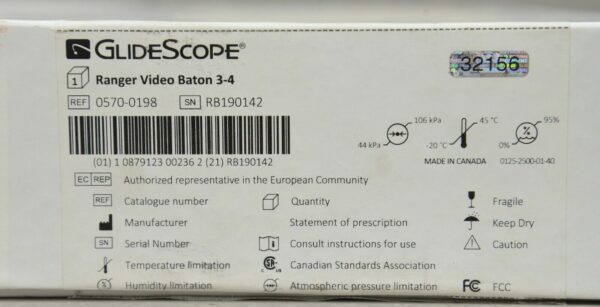 GLIDESCOPE®
32156
1 Ranger Video Baton 3-4
REF 0570-0198 SN RB190142
106 kPa 45 °C 95%
44 kPa -20 °C 0%
MADE IN CANADA 0125-2500-01-40
(01) 1 0879123 00236 2 (21) RB190142
EC REP Authorized representative in the European Community
REF Catalogue number Quantity Fragile
Manufacturer Statement of prescription Keep Dry
SN Serial Number Consult instructions for use Caution
Temperature limitation CSA Canadian Standards Association
Humidity limitation Atmospheric pressure limitation FC FCC